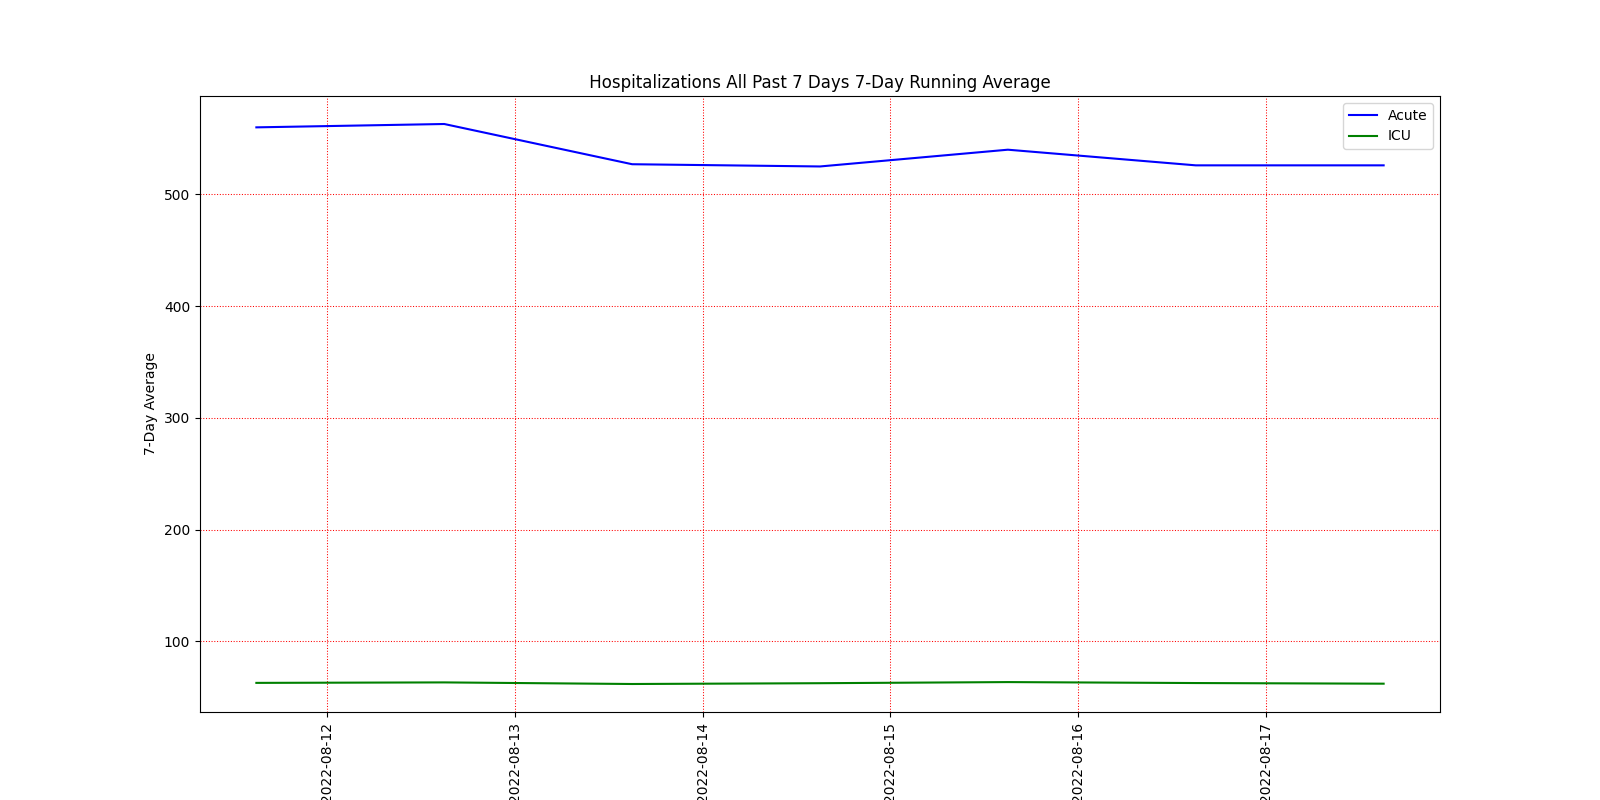 Hospitalizations All Past 7 Days 7-Day Running Average
Acute
ICU
7-Day Average
500
400
300
200
100
2022-08-12
2022-08-13
2022-08-14
2022-08-15
2022-08-16
2022-08-17